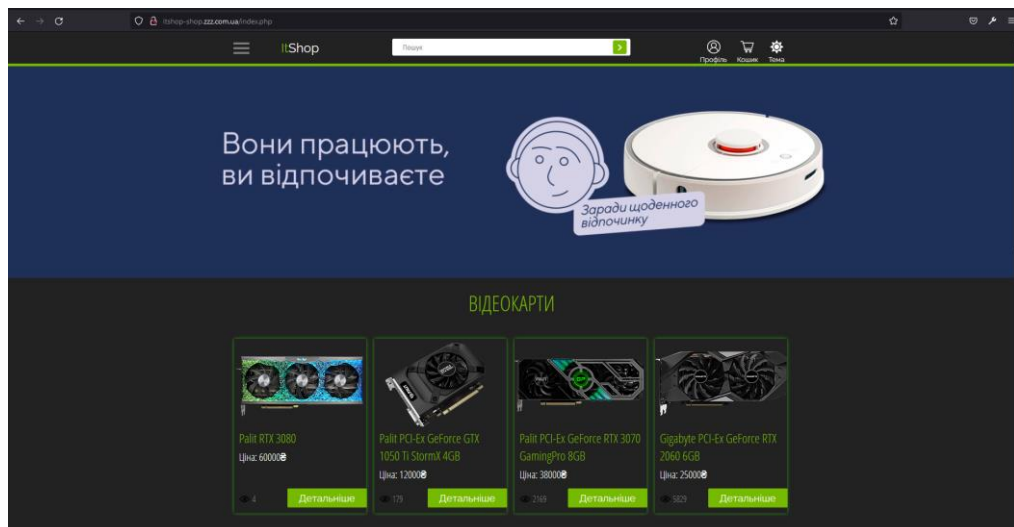 itshop-shop.zzz.com.ua/index.php
ItShop
Пошук
Профіль Кошик Тема
Вони працюють,
ви відпочиваєте
Заради щоденного
відпочинку
ВІДЕОКАРТИ
Palit RTX 3080
Ціна: 60000₴
4 Детальніше
Palit PCI-Ex GeForce GTX
1050 Ti StormX 4GB
Ціна: 12000₴
179 Детальніше
Palit PCI-Ex GeForce RTX 3070
GamingPro 8GB
Ціна: 38000₴
2169 Детальніше
Gigabyte PCI-Ex GeForce RTX
2060 6GB
Ціна: 25000₴
5829 Детальніше